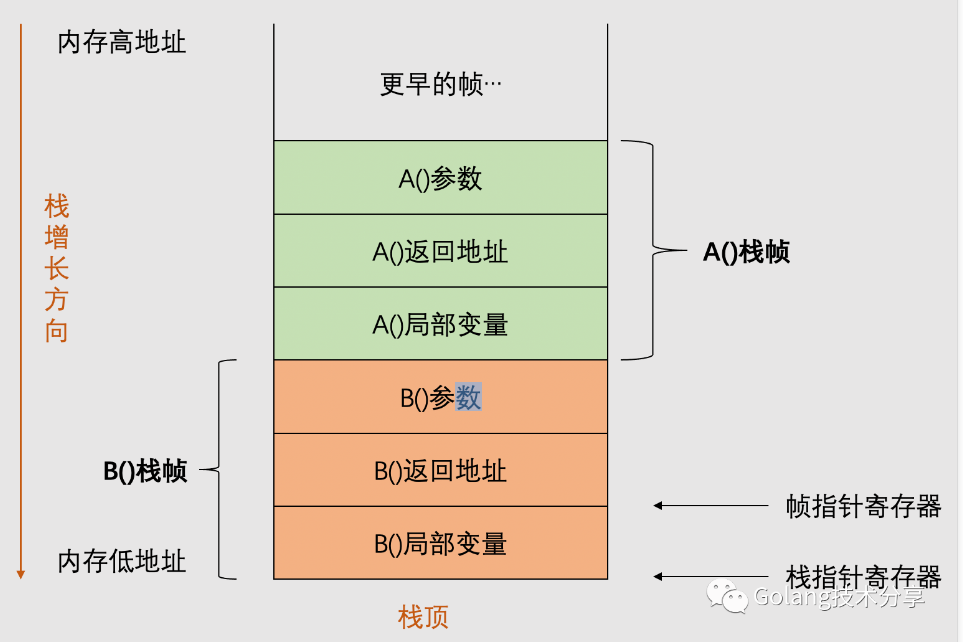 内存高地址
更早的帧…
A()参数
栈增长方向
A()返回地址
A()栈帧
A()局部变量
B()参数
B()栈帧
B()返回地址
帧指针寄存器
B()局部变量
内存低地址
栈指针寄存器
Golang技术分享
栈顶